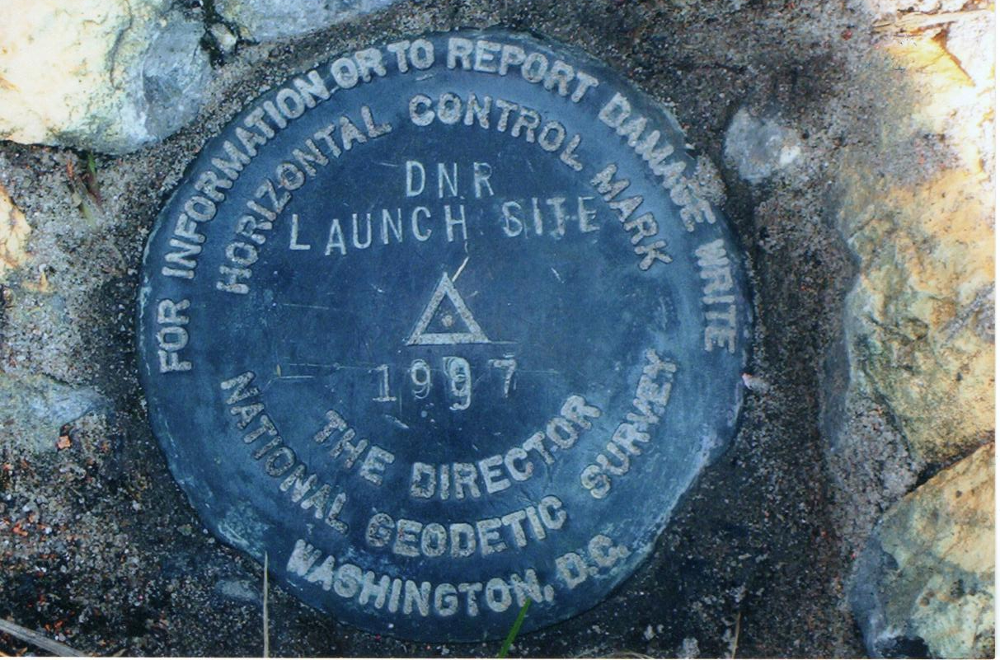 FOR INFORMATION OR TO REPORT DAMAGE WRITE
HORIZONTAL CONTROL MARK
DNR
LAUNCH SITE
1997
THE DIRECTOR
NATIONAL GEODETIC SURVEY
WASHINGTON, D.C.